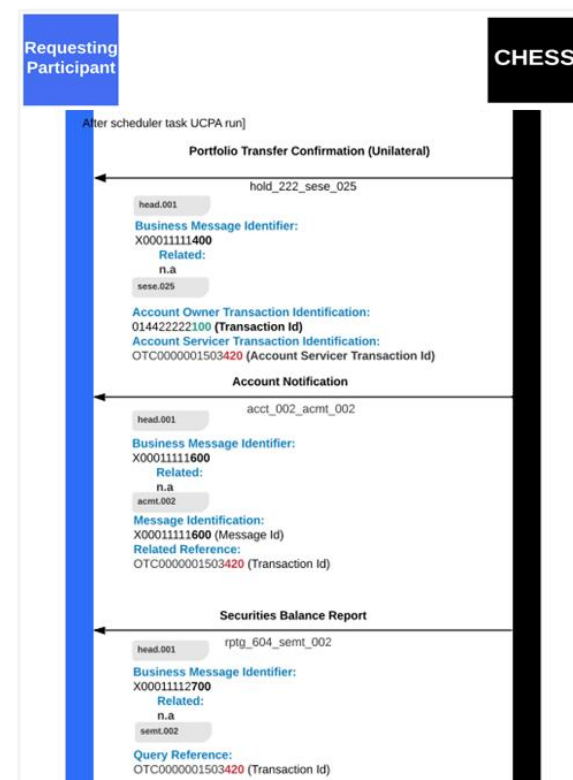 Requesting
Participant
CHESS
After scheduler task UCPA run]
Portfolio Transfer Confirmation (Unilateral)
hold_222_sese_025
head.001
Business Message Identifier:
X00011111400
Related:
n.a
sese.025
Account Owner Transaction Identification:
014422222100 (Transaction Id)
Account Servicer Transaction Identification:
OTC0000001503420 (Account Servicer Transaction Id)
Account Notification
acct_002_acmt_002
head.001
Business Message Identifier:
X00011111600
Related:
n.a
acmt.002
Message Identification:
X00011111600 (Message Id)
Related Reference:
OTC0000001503420 (Transaction Id)
Securities Balance Report
rptg_604_semt_002
head.001
Business Message Identifier:
X00011112700
Related:
n.a
semt.002
Query Reference:
OTC0000001503420 (Transaction Id)